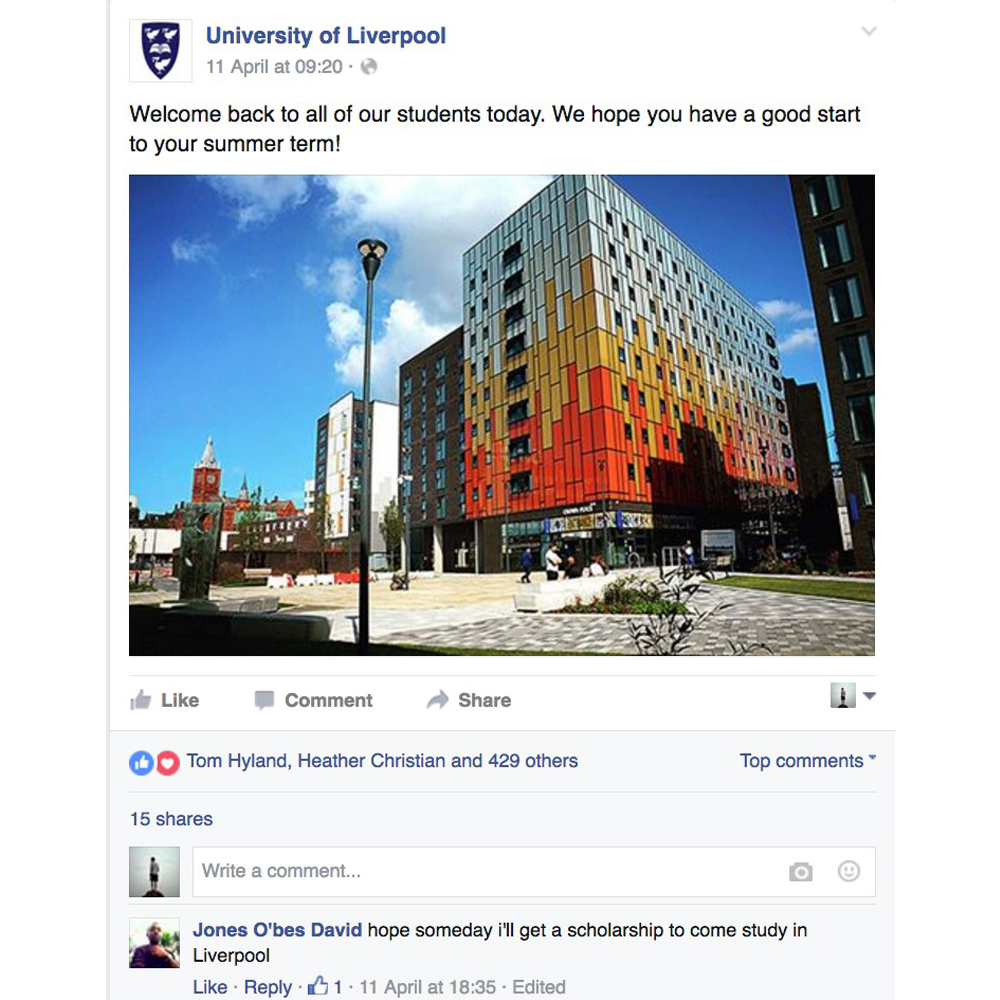 University of Liverpool
11 April at 09:20 ·
Welcome back to all of our students today. We hope you have a good start
to your summer term!
CROWN PLACE
Like Comment Share
Tom Hyland, Heather Christian and 429 others Top comments
15 shares
Write a comment...
Jones O'bes David hope someday i'll get a scholarship to come study in
Liverpool
Like · Reply · 1 · 11 April at 18:35 · Edited